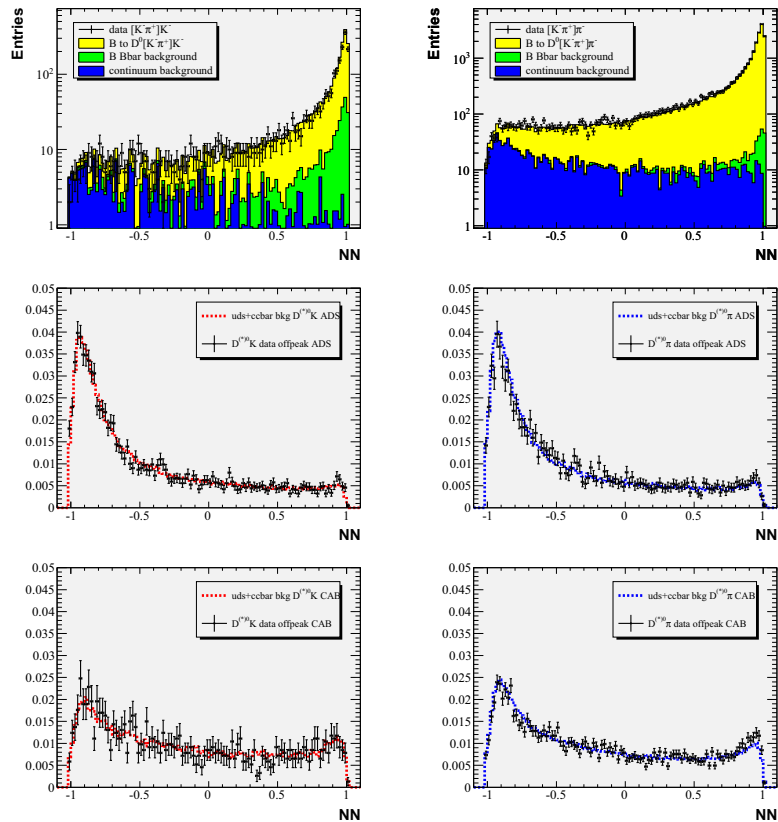 Entries
data [K⁻π⁺]K⁻
B to D⁰[K⁻π⁺]K⁻
B Bbar background
continuum background
10²
10
1
-1 -0.5 0 0.5 1
NN
Entries
data [K⁻π⁺]π⁻
B to D⁰[K⁻π⁺]π⁻
B Bbar background
continuum background
10³
10²
10
1
-1 -0.5 0 0.5 1
NN
uds+ccbar bkg D⁽*⁾⁰K ADS
D⁽*⁾⁰K data offpeak ADS
0.05
0.045
0.04
0.035
0.03
0.025
0.02
0.015
0.01
0.005
0
-1 -0.5 0 0.5 1
NN
uds+ccbar bkg D⁽*⁾⁰π ADS
D⁽*⁾⁰π data offpeak ADS
0.05
0.045
0.04
0.035
0.03
0.025
0.02
0.015
0.01
0.005
0
-1 -0.5 0 0.5 1
NN
uds+ccbar bkg D⁽*⁾⁰K CAB
D⁽*⁾⁰K data offpeak CAB
0.05
0.045
0.04
0.035
0.03
0.025
0.02
0.015
0.01
0.005
0
-1 -0.5 0 0.5 1
NN
uds+ccbar bkg D⁽*⁾⁰π CAB
D⁽*⁾⁰π data offpeak CAB
0.05
0.045
0.04
0.035
0.03
0.025
0.02
0.015
0.01
0.005
0
-1 -0.5 0 0.5 1
NN